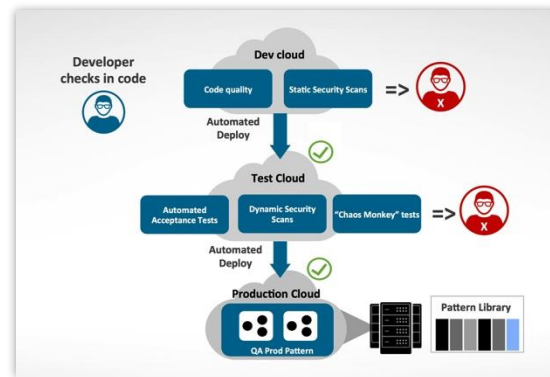 Developer
checks in code
Dev cloud
Code quality
Static Security Scans
=>
X
Automated
Deploy
Test Cloud
Automated
Acceptance Tests
Dynamic Security
Scans
"Chaos Monkey" tests
=>
X
Automated
Deploy
Production Cloud
QA Prod Pattern
Pattern Library